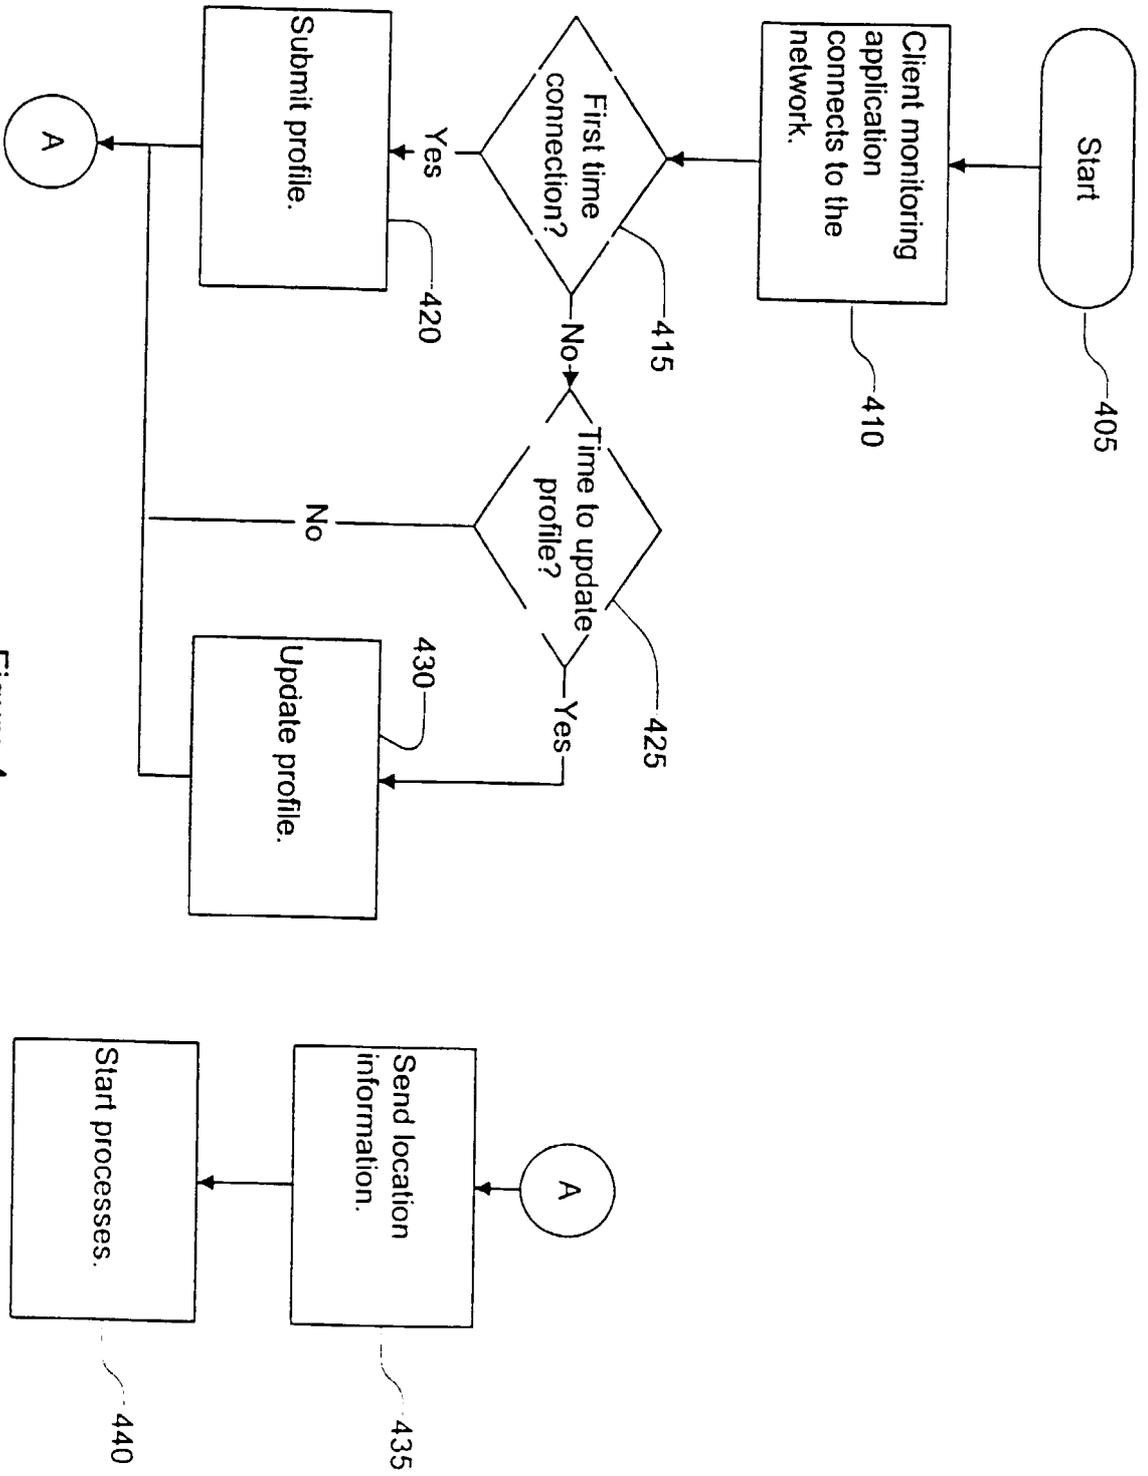 Start
405
Client monitoring
application
connects to the
network.
410
First time
connection?
415
No
Yes
Time to update
profile?
425
Yes
No
Submit profile.
420
430
Update profile.
A
A
Send location
information.
435
Start processes.
440